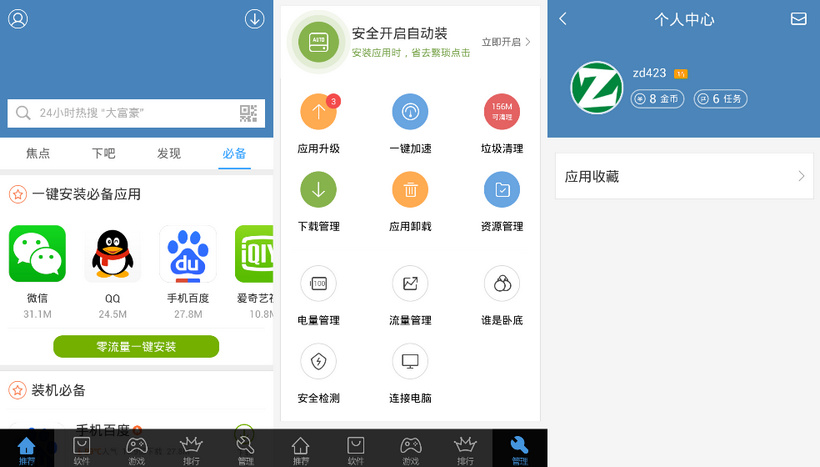 24小时热搜 “大富豪”
焦点 下吧 发现 必备
一键安装必备应用
iQIY
du
微信 QQ 手机百度 爱奇艺视
31.1M 24.5M 27.8M 10.8M
零流量一键安装
装机必备
手机百度
推荐 软件 游戏 排行 管理
AUTO
安全开启自动装
安装应用时，省去繁琐点击
立即开启
3
156M
可清理
应用升级 一键加速 垃圾清理
下载管理 应用卸载 资源管理
100
电量管理 流量管理 谁是卧底
安全检测 连接电脑
推荐 软件 游戏 排行 管理
个人中心
zd423
8 金币 6 任务
应用收藏